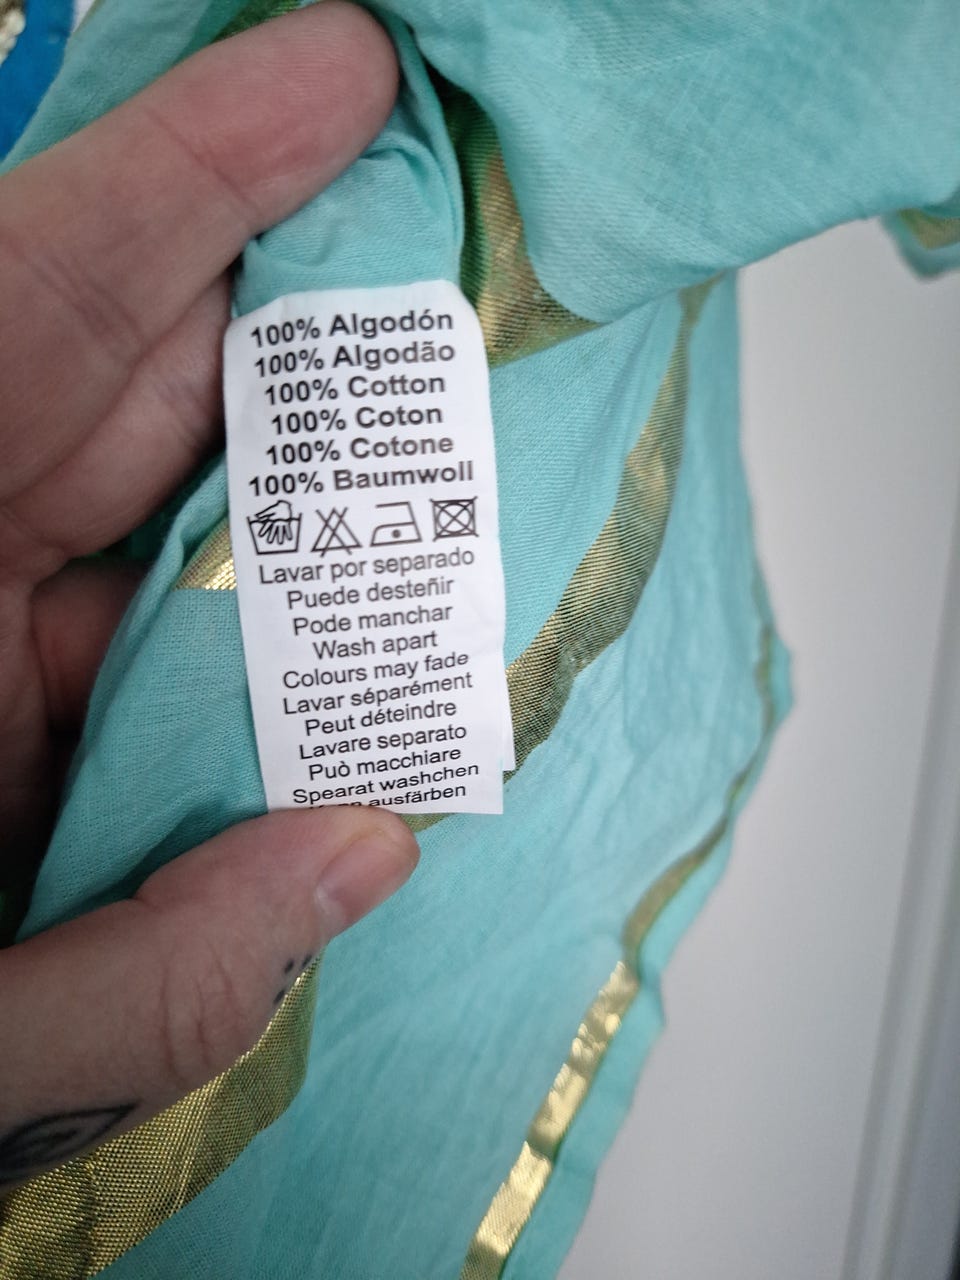 100% Algodón
100% Algodão
100% Cotton
100% Coton
100% Cotone
100% Baumwoll
Lavar por separado
Puede desteñir
Pode manchar
Wash apart
Colours may fade
Lavar séparément
Peut déteindre
Lavare separato
Può macchiare
Spearat washchen
ausfärben